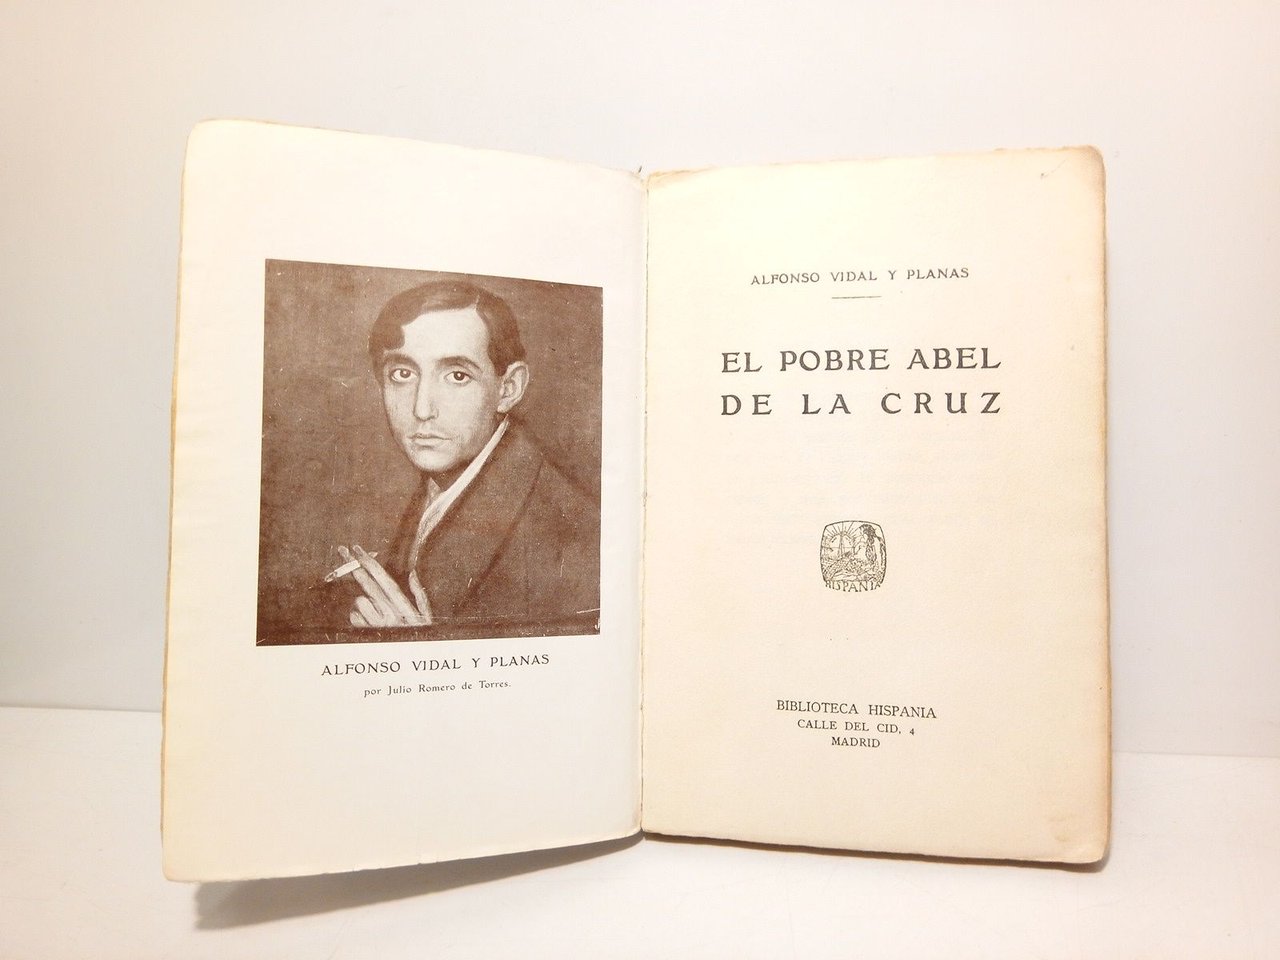 ALFONSO VIDAL Y PLANAS
por Julio Romero de Torres.
ALFONSO VIDAL Y PLANAS
EL POBRE ABEL
DE LA CRUZ
HISPANIA
BIBLIOTECA HISPANIA
CALLE DEL CID, 4
MADRID